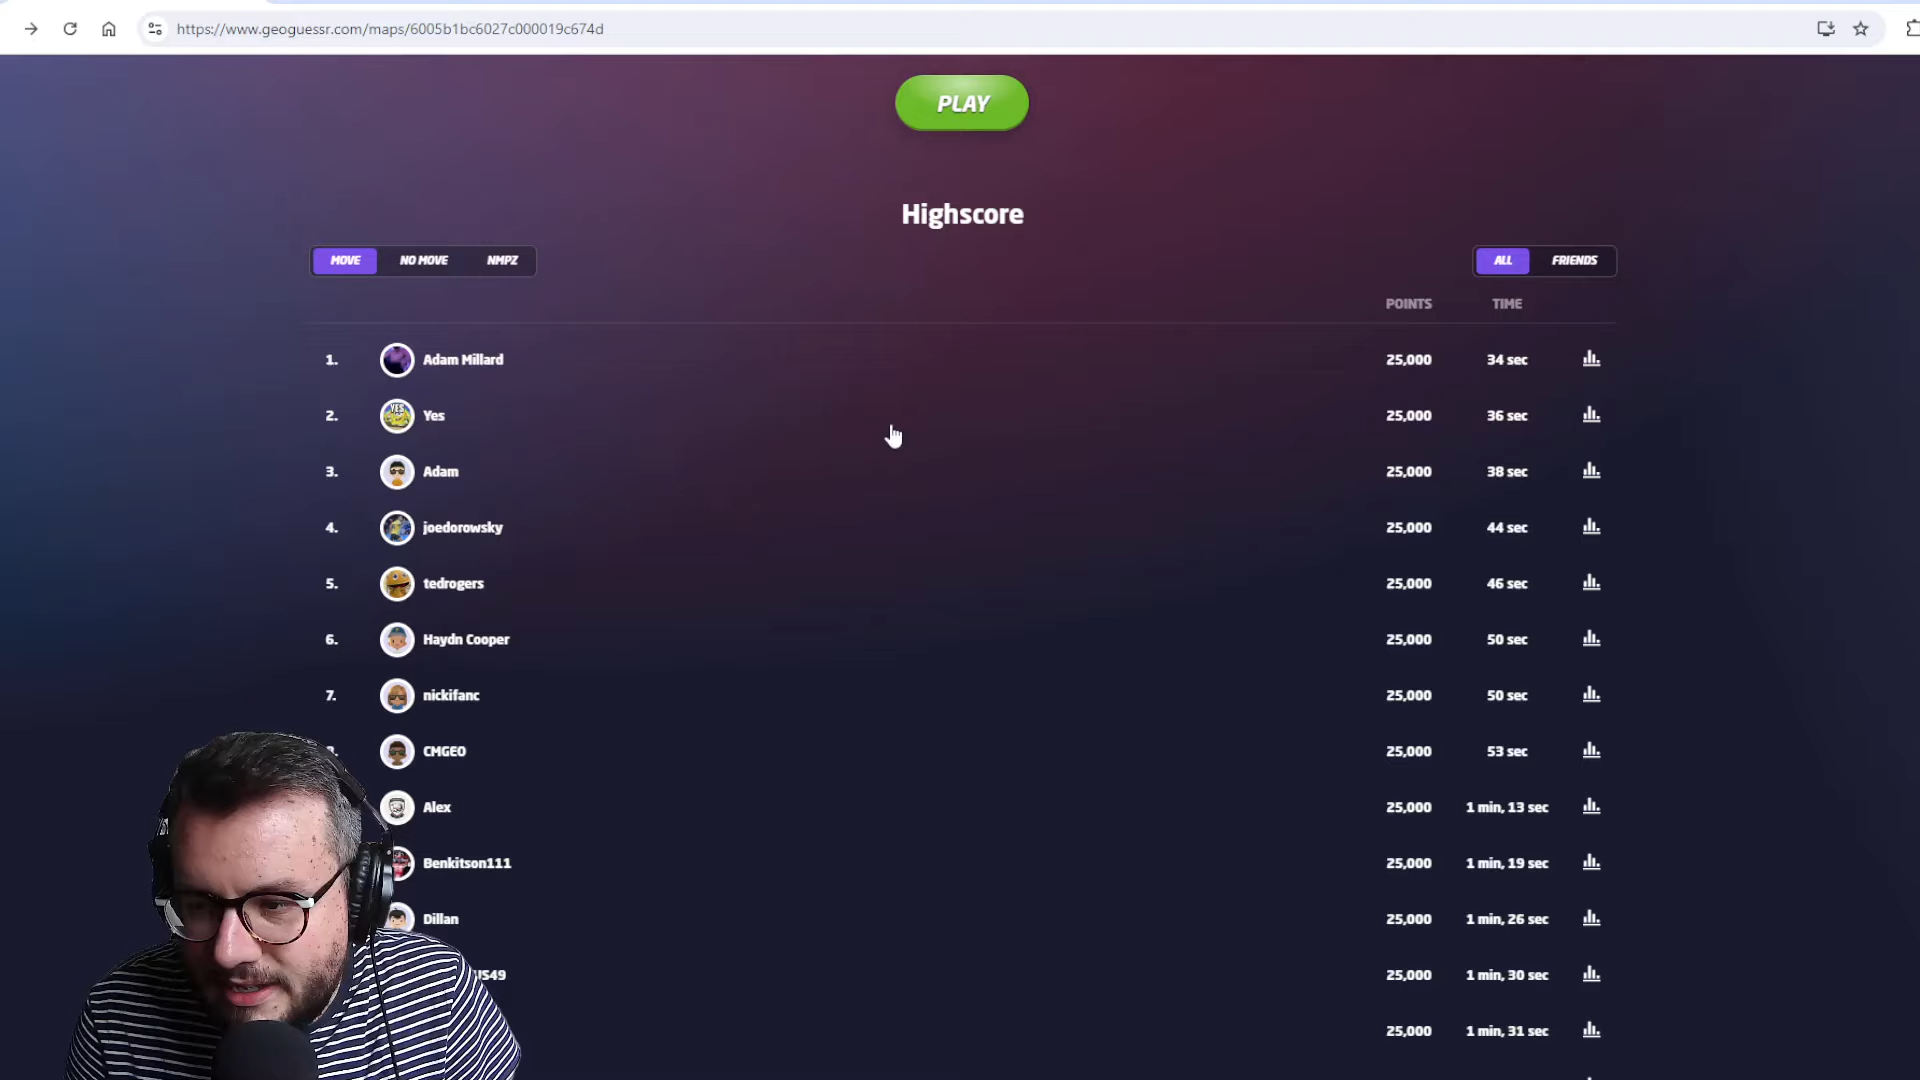 https://www.geoguessr.com/maps/6005b1bc6027c000019c674d
PLAY
Highscore
MOVE NO MOVE NMPZ ALL FRIENDS
POINTS TIME
1. Adam Millard 25,000 34 sec
2. YES Yes 25,000 36 sec
3. Adam 25,000 38 sec
4. joedorowsky 25,000 44 sec
5. tedrogers 25,000 46 sec
6. Haydn Cooper 25,000 50 sec
7. nickifanc 25,000 50 sec
CMGEO 25,000 53 sec
Alex 25,000 1 min, 13 sec
Benkitson111 25,000 1 min, 19 sec
Dillan 25,000 1 min, 26 sec
25,000 1 min, 30 sec
25,000 1 min, 31 sec